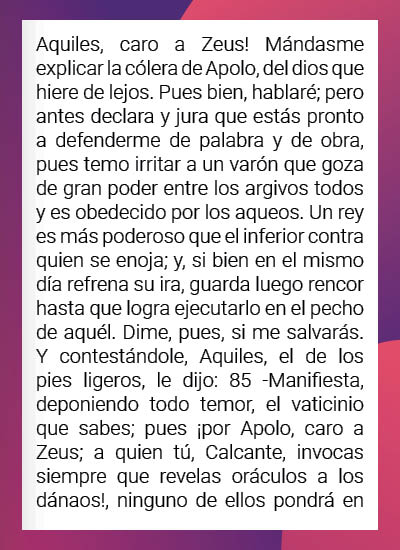 Aquiles, caro a Zeus! Mándasme
explicar la cólera de Apolo, del dios que
hiere de lejos. Pues bien, hablaré; pero
antes declara y jura que estás pronto
a defenderme de palabra y de obra,
pues temo irritar a un varón que goza
de gran poder entre los argivos todos
y es obedecido por los aqueos. Un rey
es más poderoso que el inferior contra
quien se enoja; y, si bien en el mismo
día refrena su ira, guarda luego rencor
hasta que logra ejecutarlo en el pecho
de aquél. Dime, pues, si me salvarás.
Y contestándole, Aquiles, el de los
pies ligeros, le dijo: 85 -Manifiesta,
deponiendo todo temor, el vaticinio
que sabes; pues ¡por Apolo, caro a
Zeus; a quien tú, Calcante, invocas
siempre que revelas oráculos a los
dánaos!, ninguno de ellos pondrá en